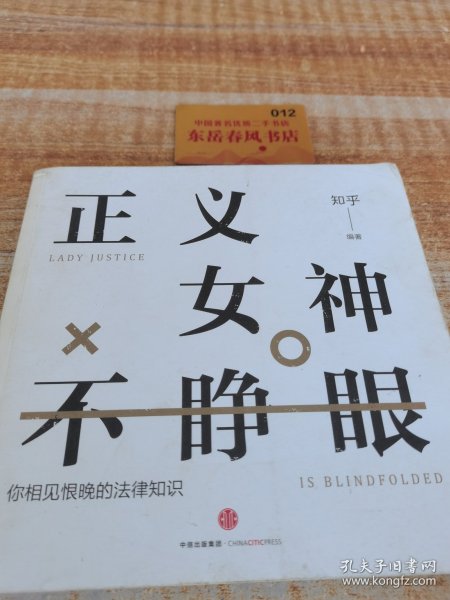 012
中国著名优质二手书店
东岳春风书店
正义
知乎
编著
LADY JUSTICE
女神
不睁眼
IS BLINDFOLDED
你相见恨晚的法律知识
中信出版集团·CHINACITICPRESS
孔夫子旧书网
www.kongfz.com